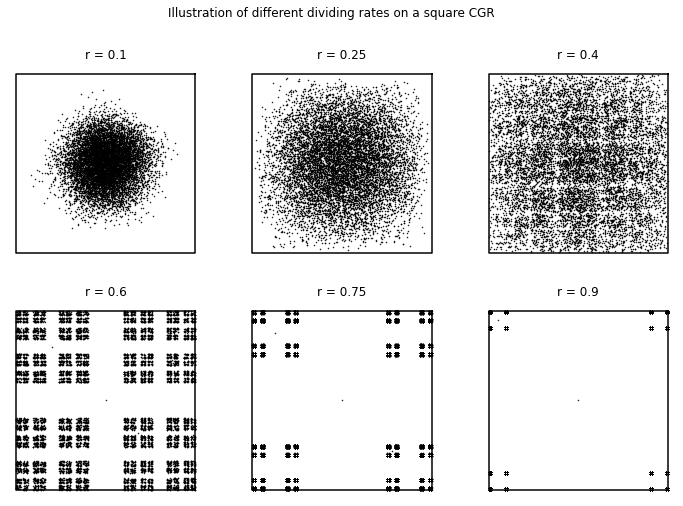 Illustration of different dividing rates on a square CGR
r = 0.1
r = 0.25
r = 0.4
r = 0.6
r = 0.75
r = 0.9